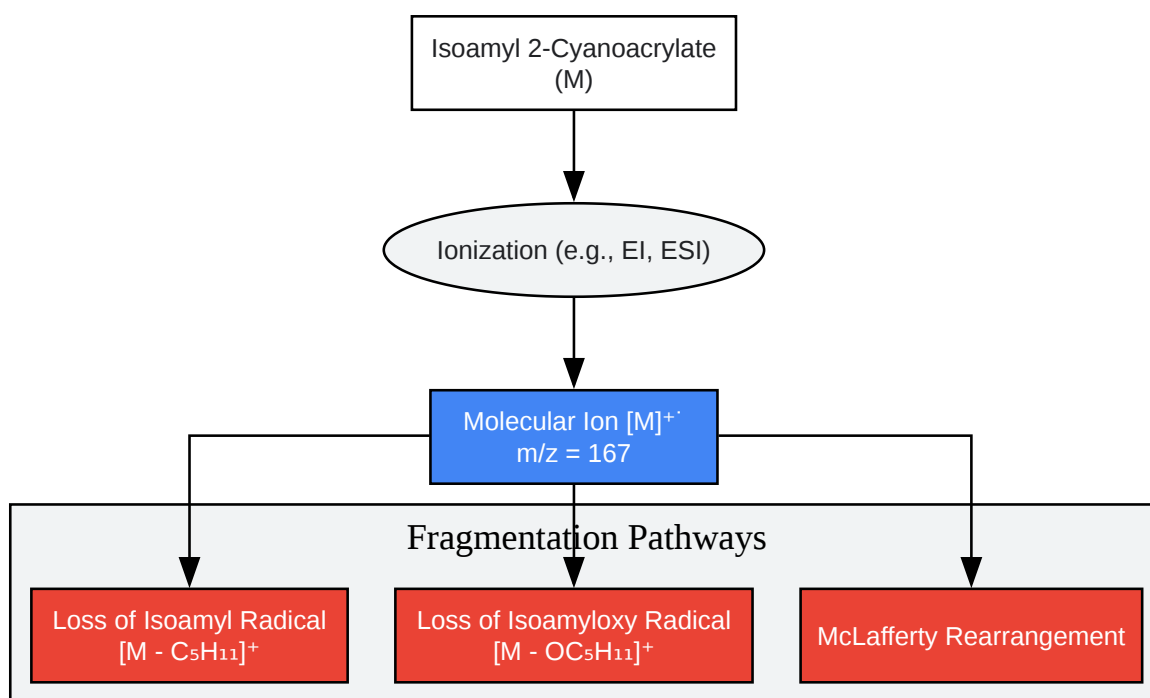 Isoamyl 2-Cyanoacrylate
(M)
Ionization (e.g., EI, ESI)
Molecular Ion [M]⁺˙
m/z = 167
Fragmentation Pathways
Loss of Isoamyl Radical
[M - C₅H₁₁]⁺
Loss of Isoamyloxy Radical
[M - OC₅H₁₁]⁺
McLafferty Rearrangement